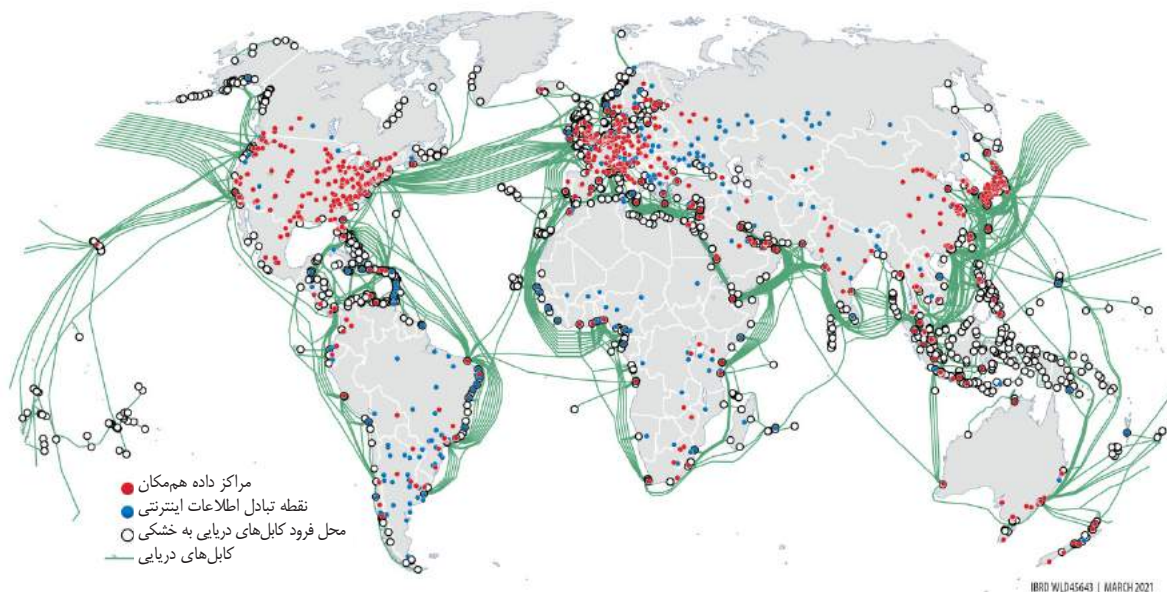 مراکز داده هم‌مکان
نقطه تبادل اطلاعات اینترنتی
محل فرود کابل‌های دریایی به خشکی
کابل‌های دریایی
IBRD WLD45643 | MARCH 2021